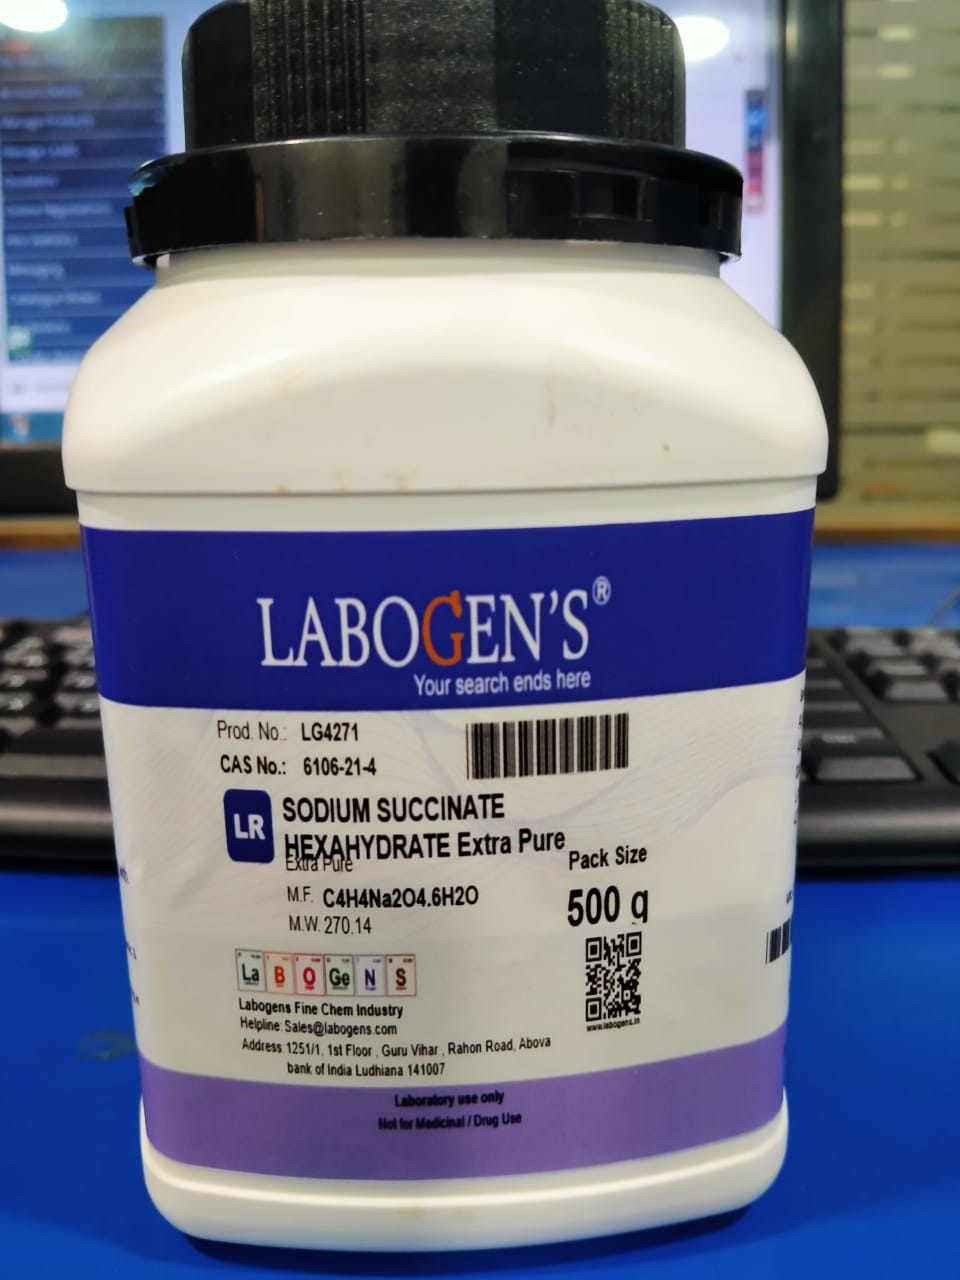 LABOGEN'S®
Your search ends here
Prod. No.: LG4271
CAS No.: 6106-21-4
LR
SODIUM SUCCINATE
HEXAHYDRATE Extra Pure
Extra Pure
Pack Size
M.F. C4H4Na2O4.6H2O
500 g
M.W. 270.14
La B O Ge N S
www.labogens.in
Labogens Fine Chem Industry
Helpline: Sales@labogens.com
Address 1251/1, 1st Floor , Guru Vihar , Rahon Road, Abova
bank of India Ludhiana 141007
Laboratory use only
Not for Medicinal / Drug Use